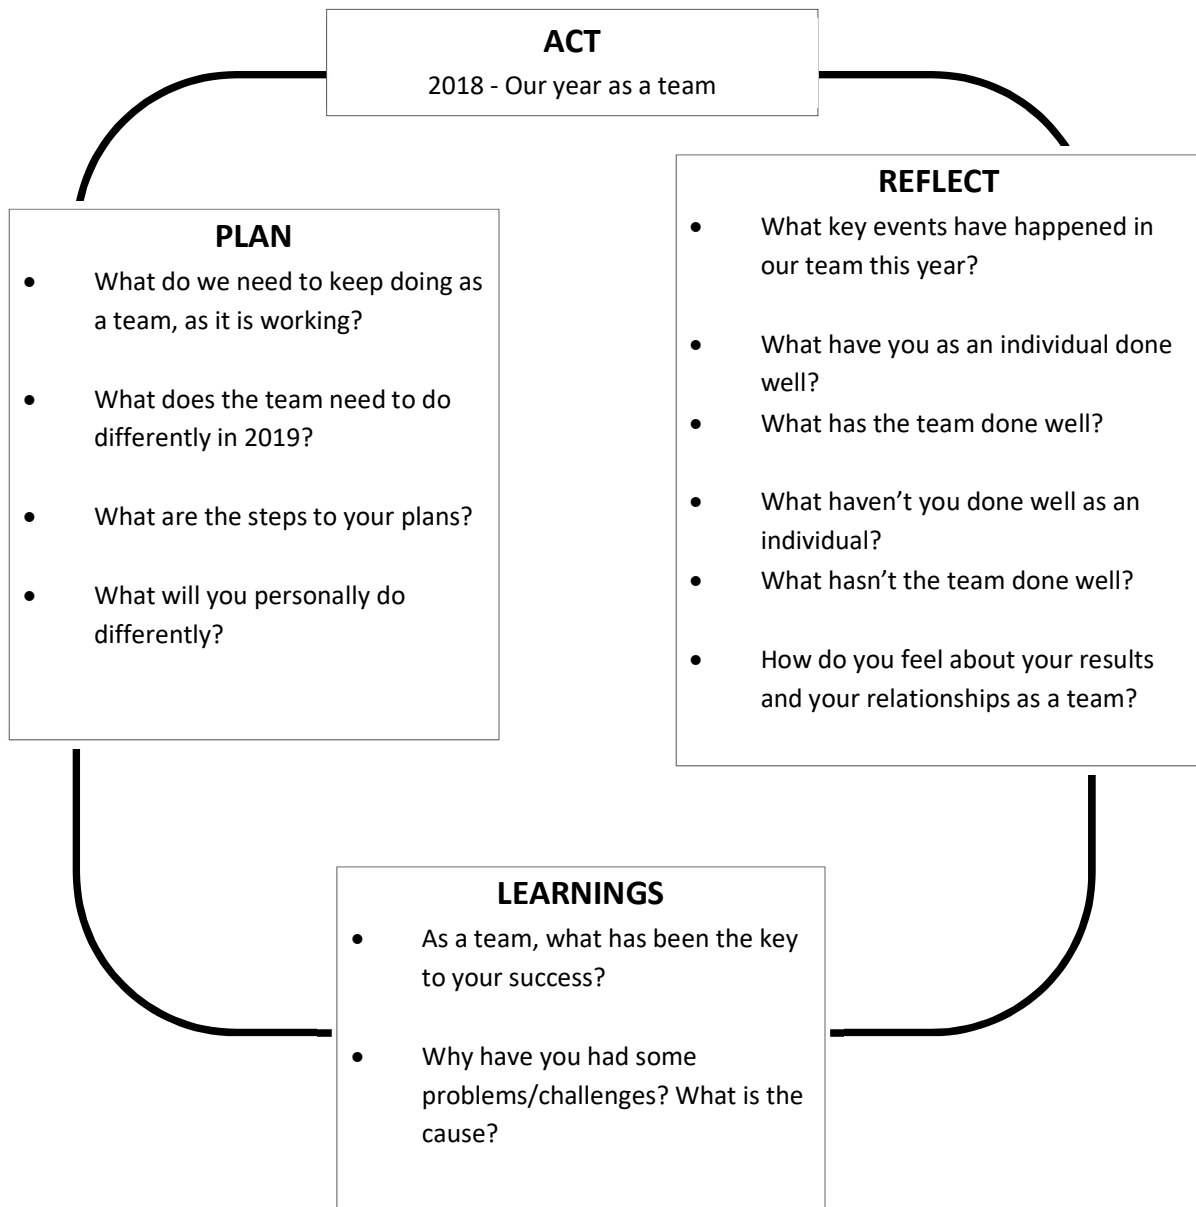 ACT
2018 - Our year as a team
REFLECT
• What key events have happened in
our team this year?
• What have you as an individual done
well?
• What has the team done well?
• What haven’t you done well as an
individual?
• What hasn’t the team done well?
• How do you feel about your results
and your relationships as a team?
LEARNINGS
• As a team, what has been the key
to your success?
• Why have you had some
problems/challenges? What is the
cause?
PLAN
• What do we need to keep doing as
a team, as it is working?
• What does the team need to do
differently in 2019?
• What are the steps to your plans?
• What will you personally do
differently?